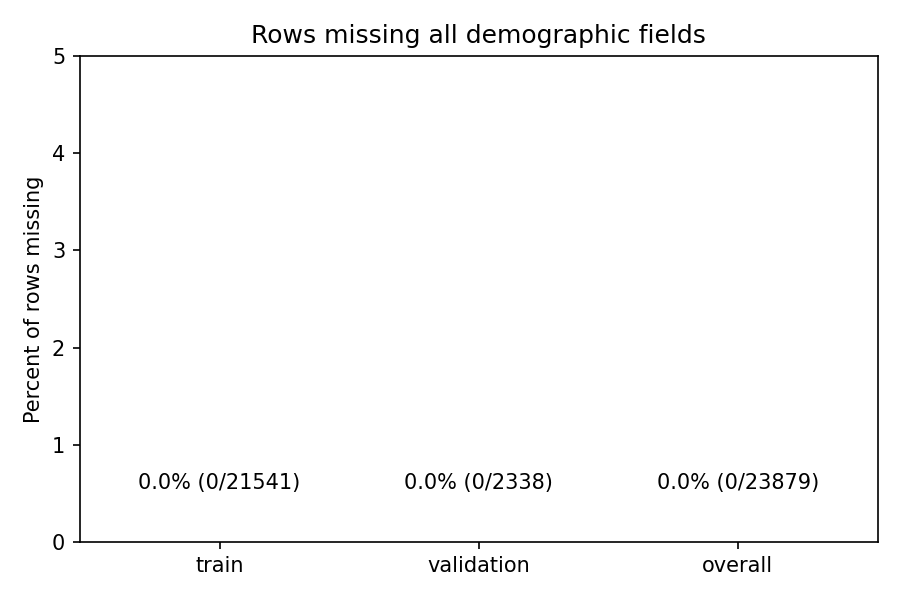 Rows missing all demographic fields
Percent of rows missing
5
4
3
2
1
0
0.0% (0/21541) 0.0% (0/2338) 0.0% (0/23879)
train validation overall